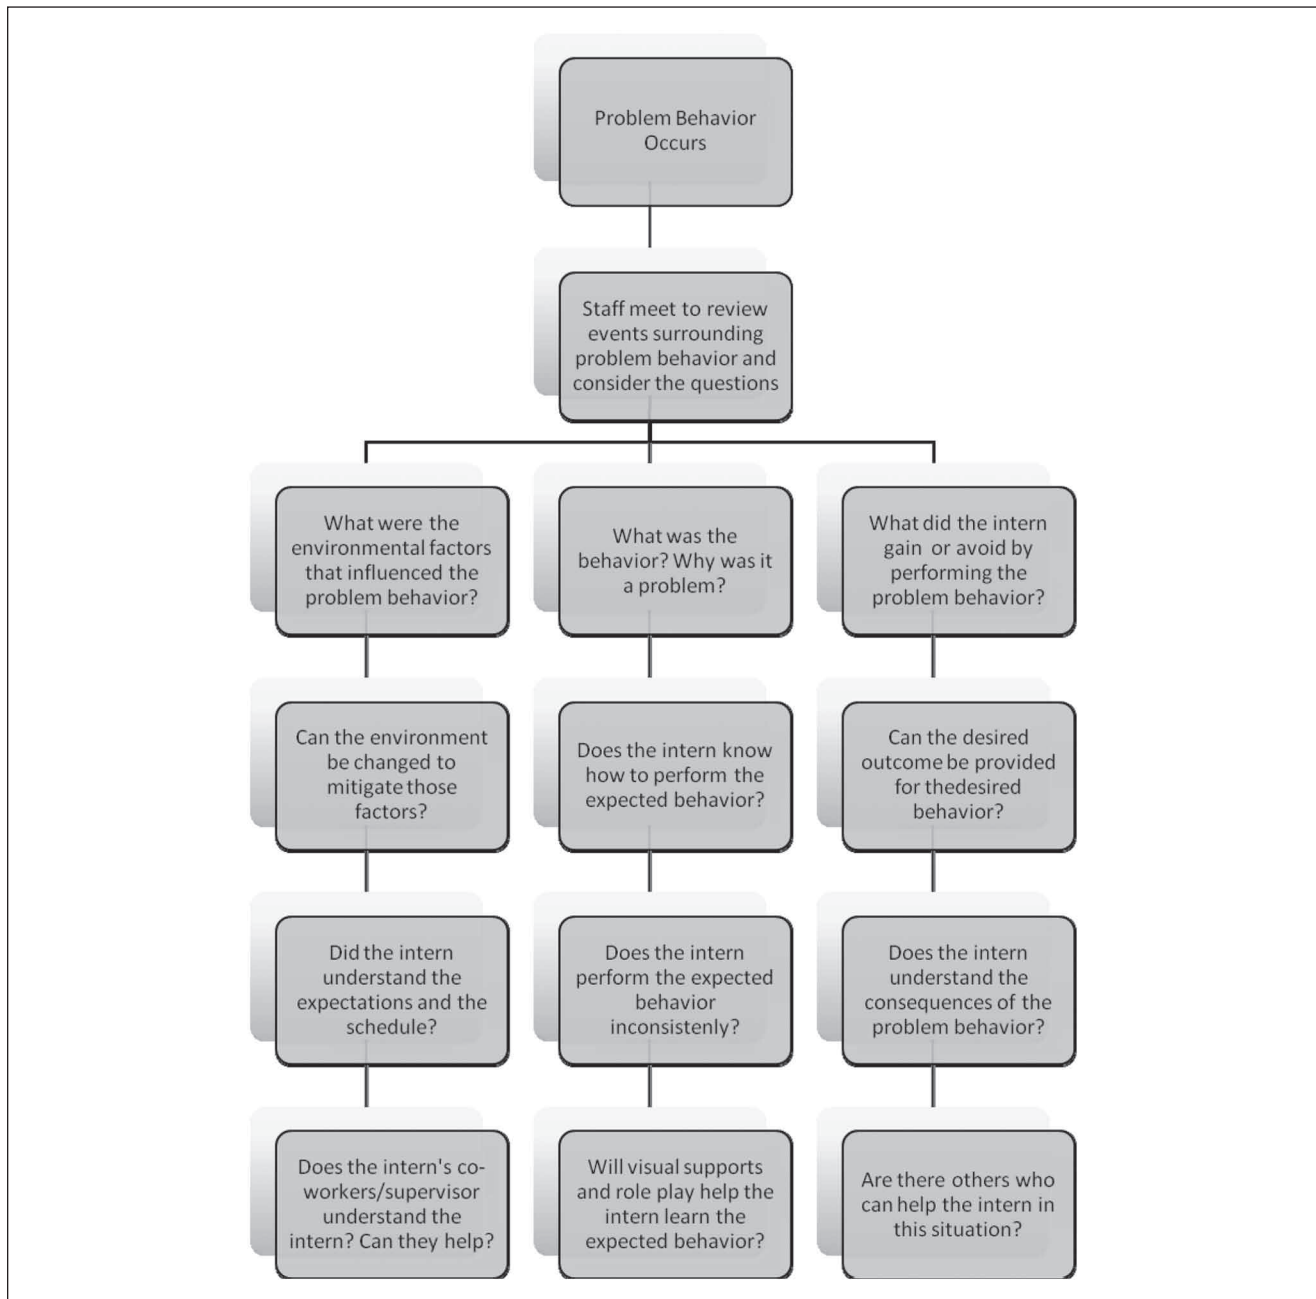 Problem Behavior
Occurs
Staff meet to review
events surrounding
problem behavior and
consider the questions
What were the
environmental factors
that influenced the
problem behavior?
What was the
behavior? Why was it
a problem?
What did the intern
gain or avoid by
performing the
problem behavior?
Can the environment
be changed to
mitigate those
factors?
Does the intern know
how to perform the
expected behavior?
Can the desired
outcome be provided
for thedesired
behavior?
Did the intern
understand the
expectations and the
schedule?
Does the intern
perform the expected
behavior
inconsistenly?
Does the intern
understand the
consequences of the
problem behavior?
Does the intern's co-
workers/supervisor
understand the
intern? Can they help?
Will visual supports
and role play help the
intern learn the
expected behavior?
Are there others who
can help the intern in
this situation?